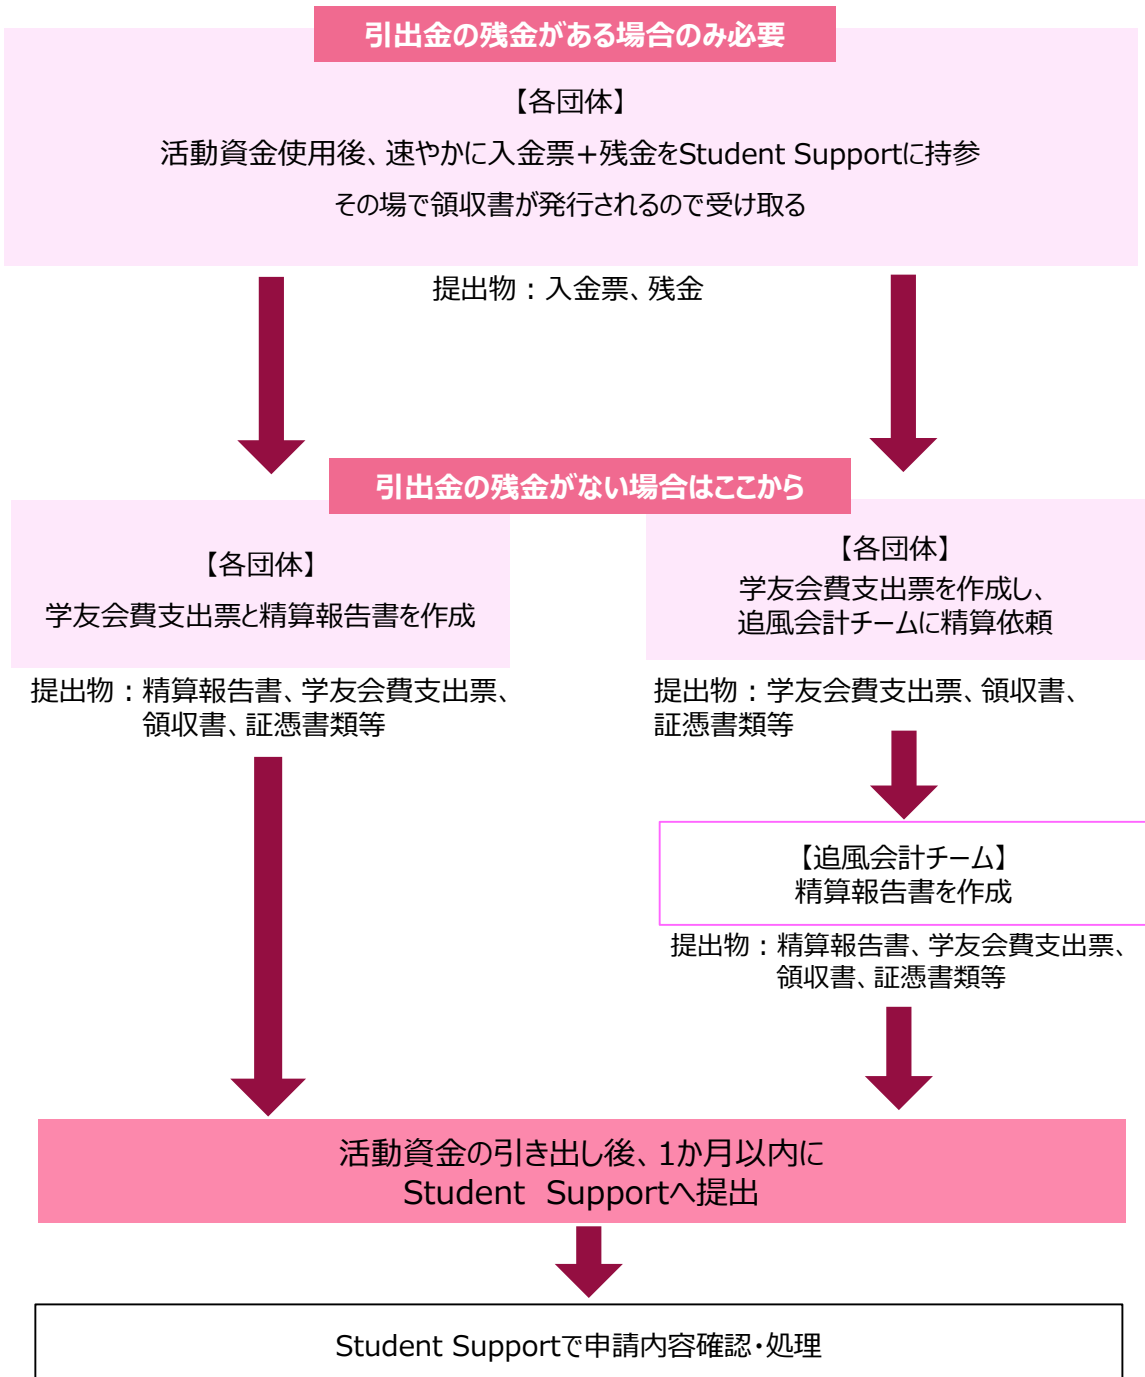 引出金の残金がある場合のみ必要
【各団体】
活動資金使用後、速やかに入金票+残金をStudent Supportに持参
その場で領収書が発行されるので受け取る
提出物：入金票、残金
引出金の残金がない場合はここから
【各団体】
学友会費支出票と精算報告書を作成
提出物：精算報告書、学友会費支出票、
領収書、証憑書類等
【各団体】
学友会費支出票を作成し、
追風会計チームに精算依頼
提出物：学友会費支出票、領収書、
証憑書類等
【追風会計チーム】
精算報告書を作成
提出物：精算報告書、学友会費支出票、
領収書、証憑書類等
活動資金の引き出し後、1か月以内に
Student Supportへ提出
Student Supportで申請内容確認・処理